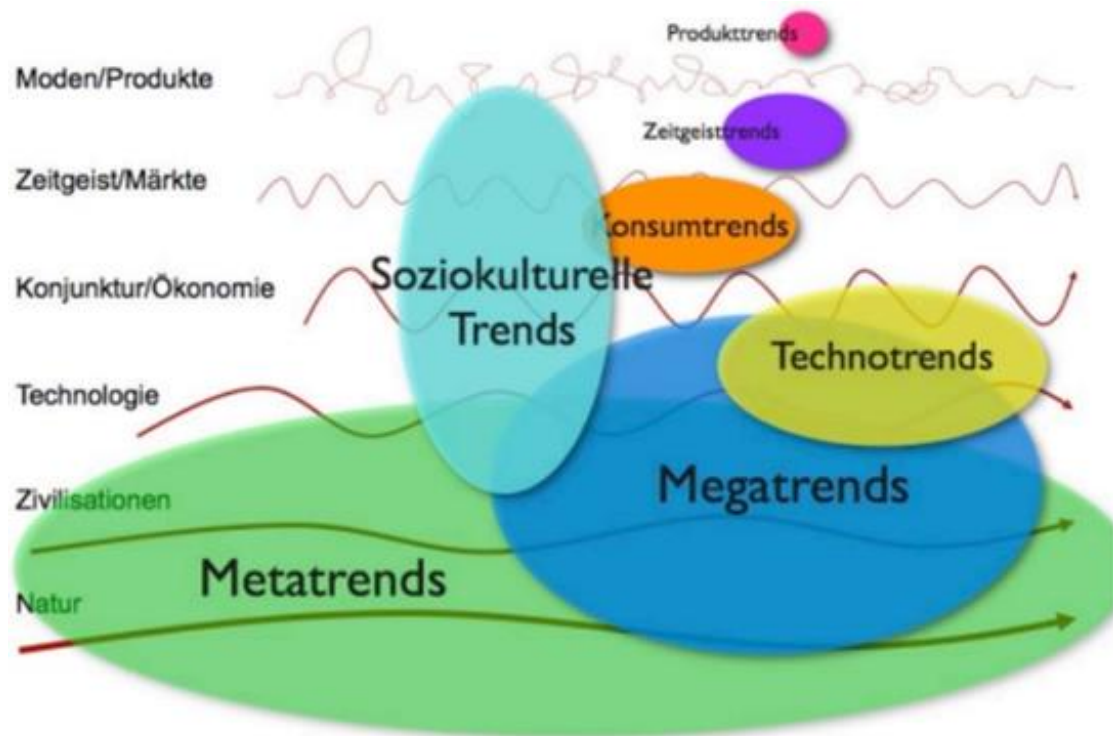 Produkttrends
Moden/Produkte
Zeitgeisttrends
Zeitgeist/Märkte
Konsumtrends
Konjunktur/Ökonomie
Soziokulturelle
Trends
Technotrends
Technologie
Megatrends
Zivilisationen
Metatrends
Natur